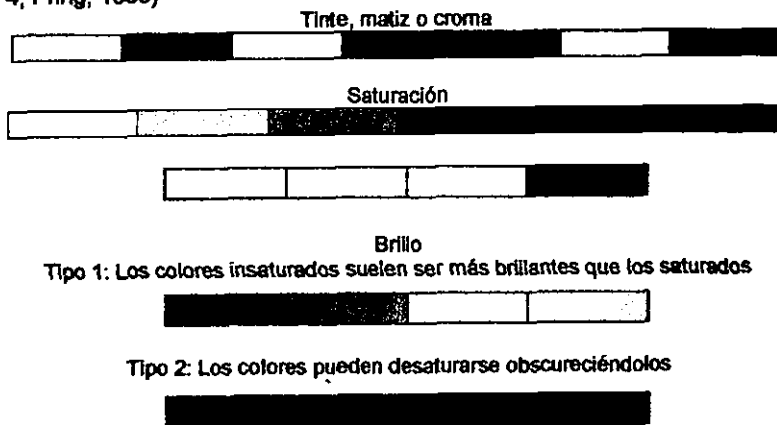 Tinte, matiz o croma
Saturación
Brillo
Tipo 1: Los colores insaturados suelen ser más brillantes que los saturados
Tipo 2: Los colores pueden desaturarse obscureciéndolos